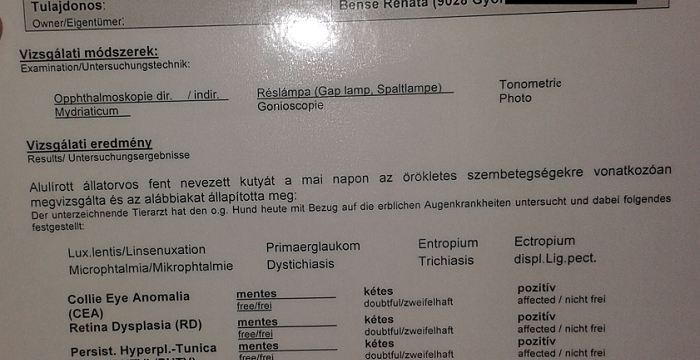 Tulajdonos: Bense Renáta (9028 Győr
Owner/Eigentümer:
Vizsgálati módszerek:
Examination/Untersuchungstechnik:
Opphthalmoskopie dir. / indir. Réslámpa (Gap lamp, Spaltlampe) Tonometrie
Mydriaticum Gonioscopie Photo
Vizsgálati eredmény
Results/ Untersuchungsergebnisse
Alulírott állatorvos fent nevezett kutyát a mai napon az örökletes szembetegségekre vonatkozóan
megvizsgálta és az alábbiakat állapította meg:
Der unterzeichnende Tierarzt hat den o.g. Hund heute mit Bezug auf die erblichen Augenkrankheiten untersucht und dabei folgendes
festgestellt:
Lux.lentis/Linsenuxation Primaerglaukom Entropium Ectropium
Microphtalmia/Mikrophtalmie Dystichiasis Trichiasis displ.Lig.pect.
Collie Eye Anomalia mentes kétes pozitív
(CEA) free/frei doubtful/zweifelhaft affected / nicht frei
Retina Dysplasia (RD) mentes kétes pozitív
free/frei doubtful/zweifelhaft affected / nicht frei
Persist. Hyperpl.-Tunica mentes kétes pozitív
free/frei doubtful/zweifelhaft affected / nicht frei